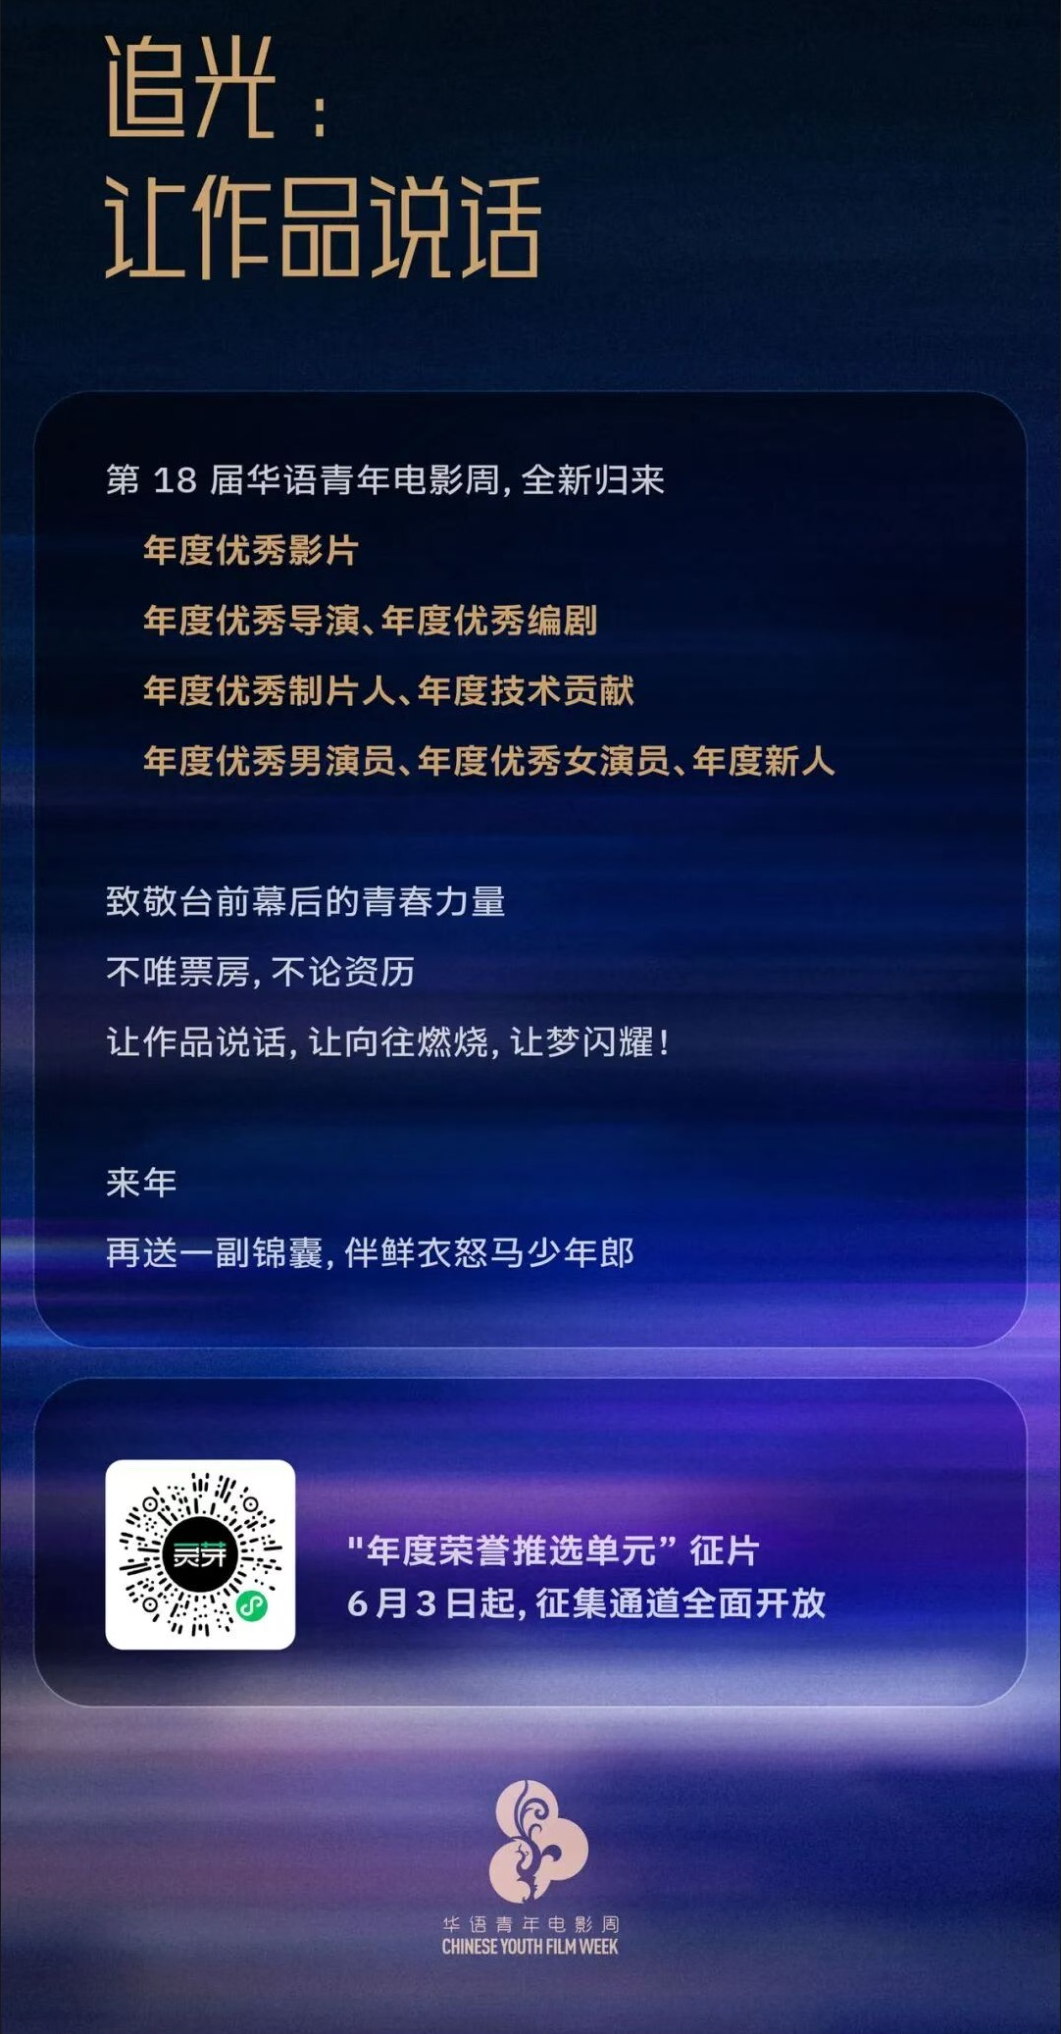 追光：
让作品说话
第 18 届华语青年电影周，全新归来
年度优秀影片
年度优秀导演、年度优秀编剧
年度优秀制片人、年度技术贡献
年度优秀男演员、年度优秀女演员、年度新人
致敬台前幕后的青春力量
不唯票房，不论资历
让作品说话，让向往燃烧，让梦闪耀！
来年
再送一副锦囊，伴鲜衣怒马少年郎
灵芽
"年度荣誉推选单元” 征片
6月3日起，征集通道全面开放
华语青年电影周
CHINESE YOUTH FILM WEEK